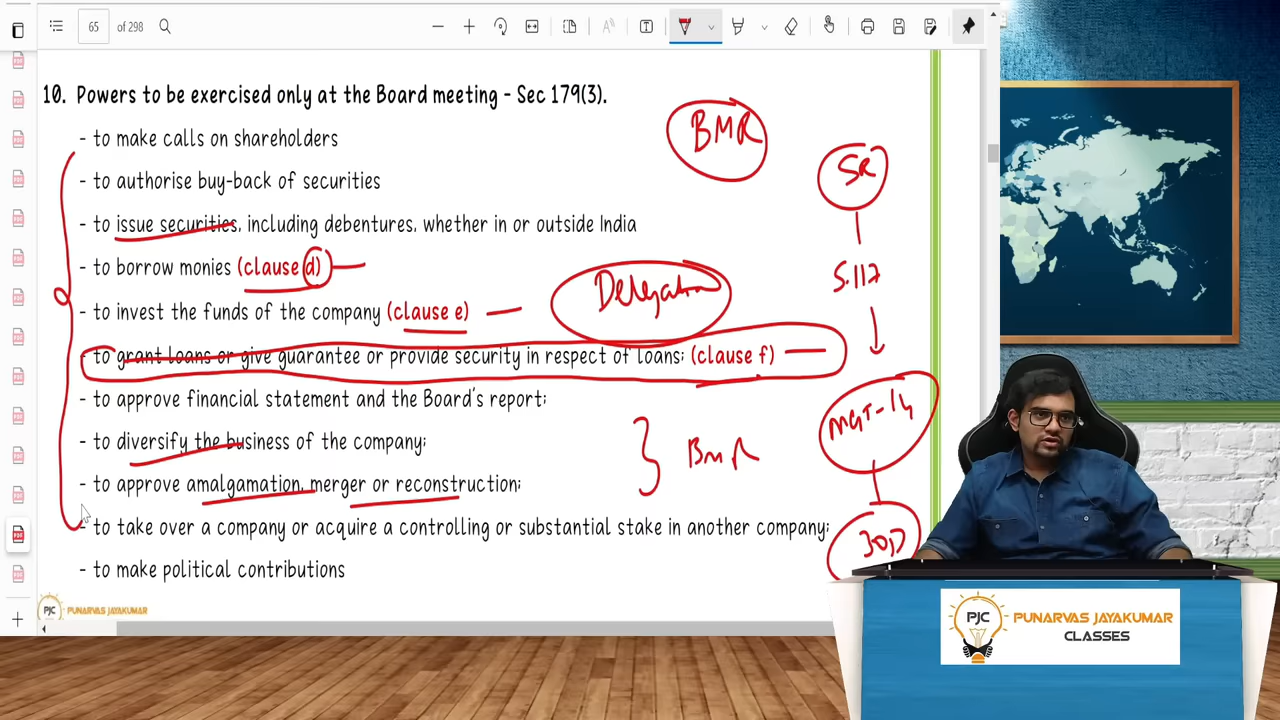 65 of 298
10. Powers to be exercised only at the Board meeting - Sec 179(3).
- to make calls on shareholders
- to authorise buy-back of securities
- to issue securities, including debentures, whether in or outside India
- to borrow monies (clause d)
- to invest the funds of the company (clause e)
- to grant loans or give guarantee or provide security in respect of loans; (clause f)
- to approve financial statement and the Board's report;
- to diversify the business of the company;
- to approve amalgamation, merger or reconstruction;
- to take over a company or acquire a controlling or substantial stake in another company;
- to make political contributions
BMR
SR
S.117
Delegation
MGT-14
BMR
30D
PJC PUNARVAS JAYAKUMAR
PJC PUNARVAS JAYAKUMAR
CLASSES